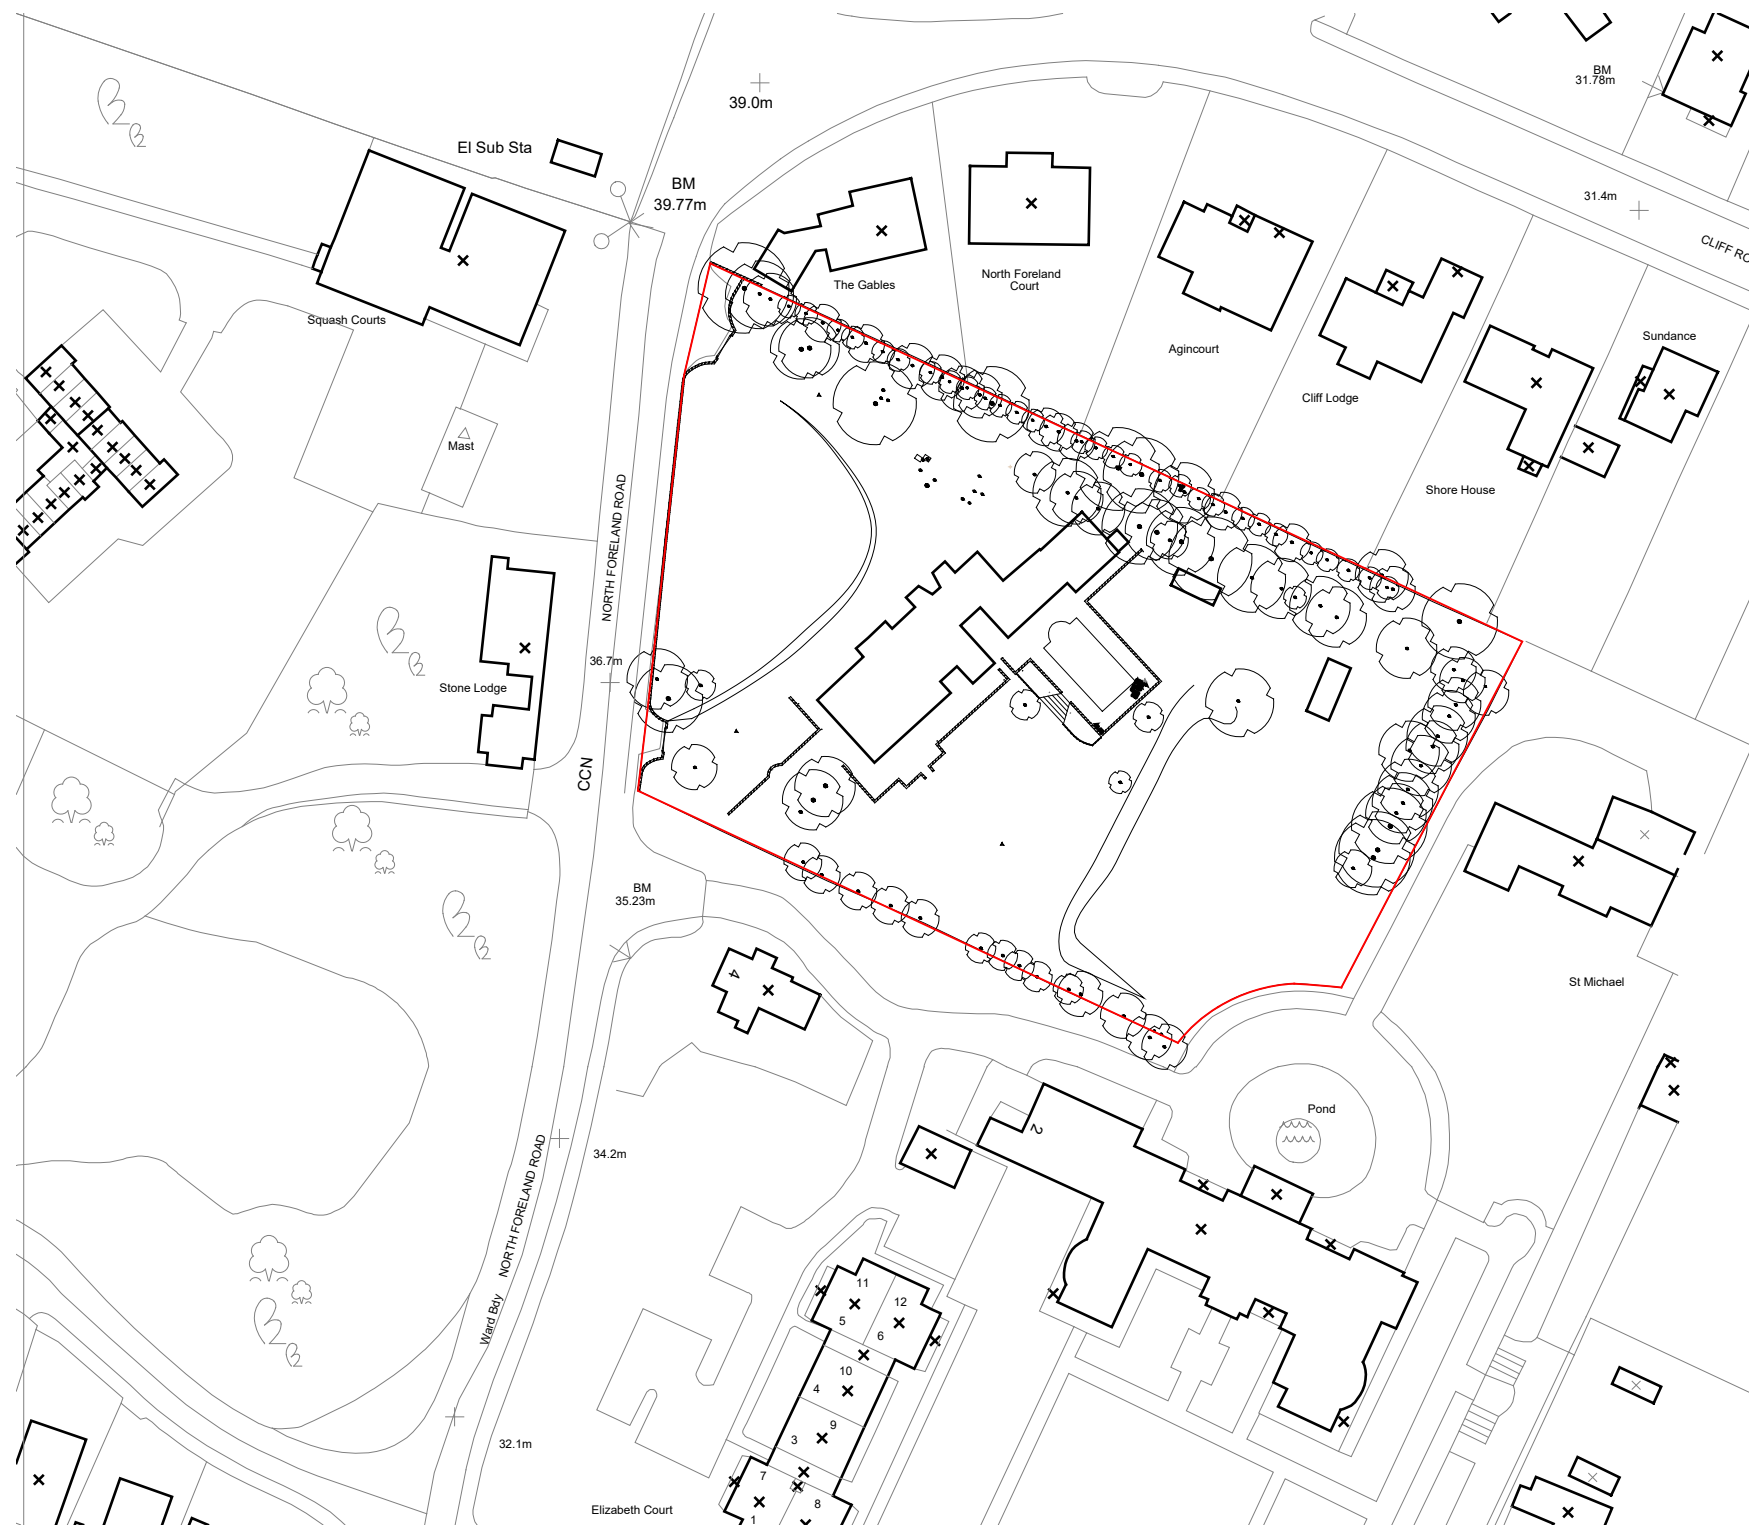 BM
31.78m
39.0m
El Sub Sta
BM
39.77m
31.4m
CLIFF RO
The Gables
North Foreland
Court
Squash Courts
Agincourt
Sundance
Cliff Lodge
Mast
Shore House
NORTH FORELAND ROAD
36.7m
Stone Lodge
CCN
BM
35.23m
4
St Michael
Pond
2
34.2m
NORTH FORELAND ROAD
Ward Bdy
11
12
5
6
10
4
9
3
7
8
1
32.1m
Elizabeth Court